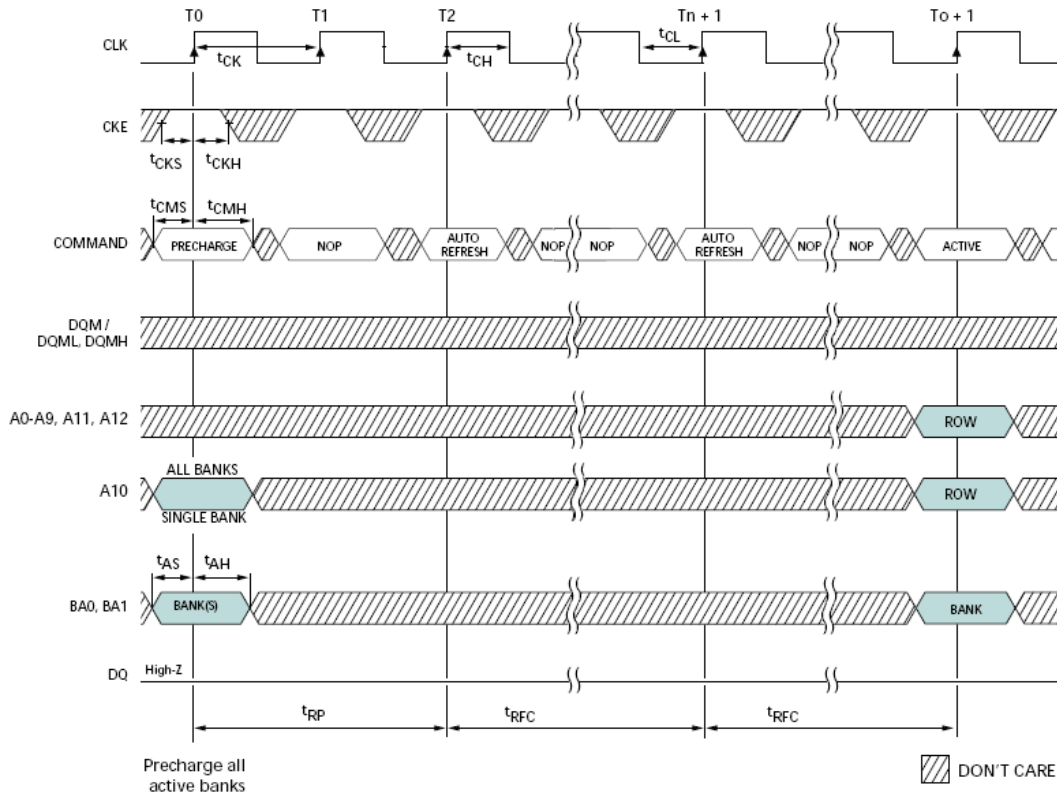 T0 T1 T2 Tn + 1 To + 1
CLK
tCK tCH tCL
CKE
tCKS tCKH
tCMS tCMH
COMMAND PRECHARGE NOP AUTO REFRESH NOP NOP AUTO REFRESH NOP NOP ACTIVE
DQM /
DQML, DQMH
A0-A9, A11, A12 ROW
ALL BANKS
A10 ROW
SINGLE BANK
tAS tAH
BA0, BA1 BANK(S) BANK
DQ High-Z
tRP tRFC tRFC
Precharge all
active banks
DON'T CARE